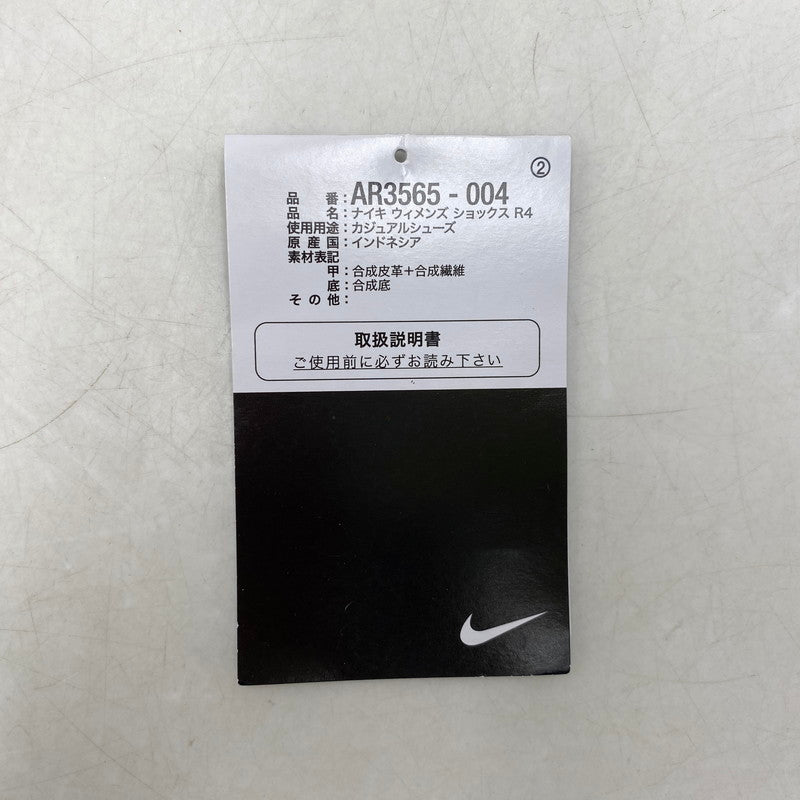 ②
品番：AR3565 - 004
品名：ナイキ ウィメンズ ショックス R4
使用用途：カジュアルシューズ
原産国：インドネシア
素材表記
甲：合成皮革＋合成繊維
底：合成底
その他：
取扱説明書
ご使用前に必ずお読み下さい